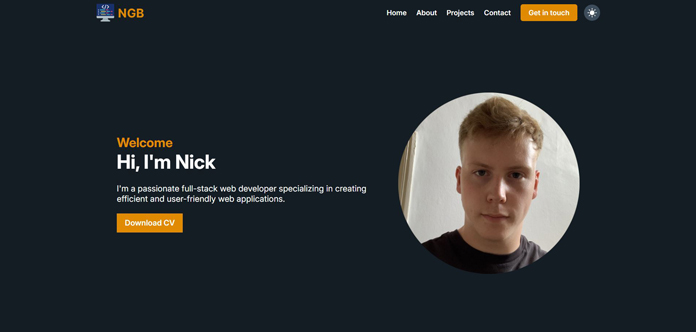 NGB
Home About Projects Contact Get in touch
Welcome
Hi, I'm Nick
I'm a passionate full-stack web developer specializing in creating
efficient and user-friendly web applications.
Download CV